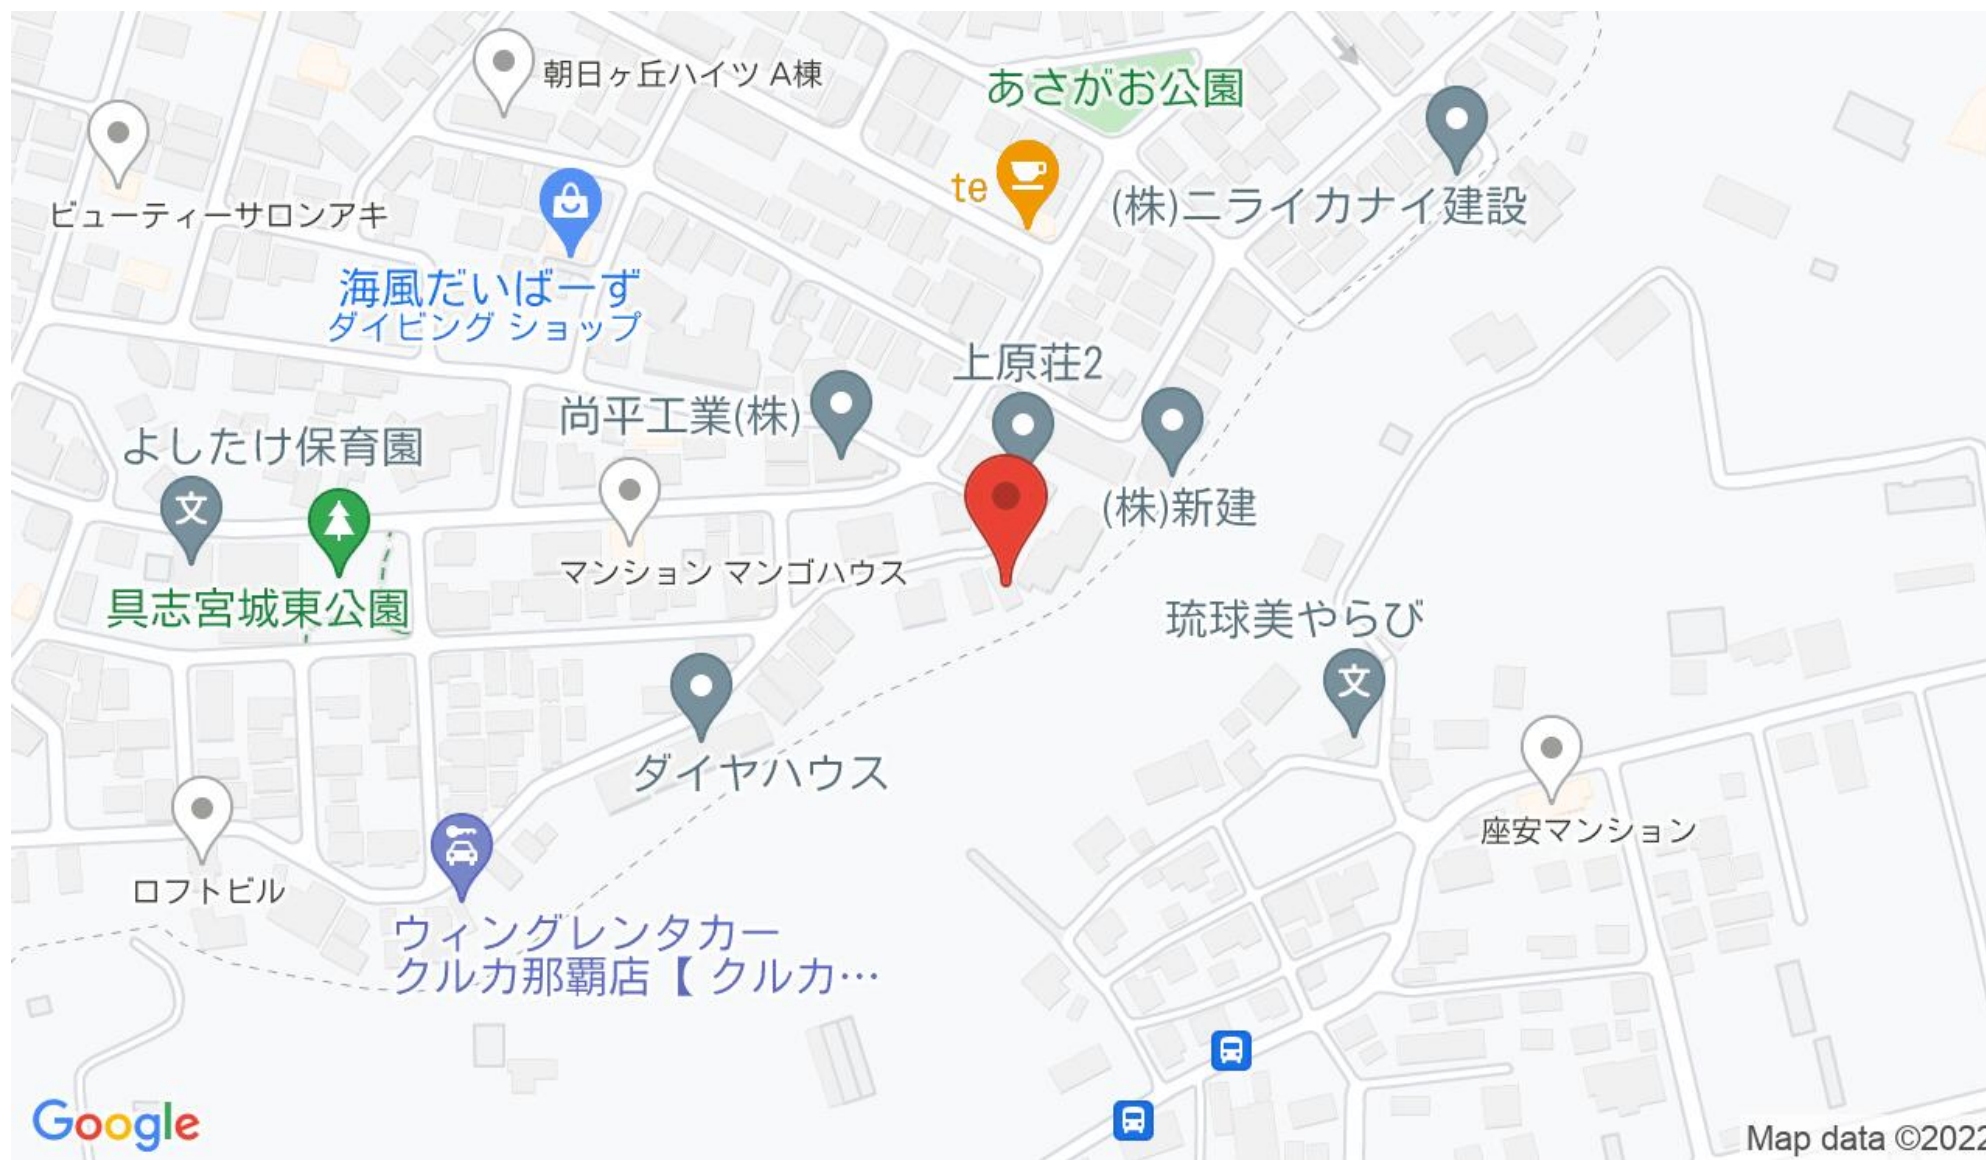 朝日ヶ丘ハイツ A棟
あさがお公園
ビューティーサロンアキ
te
(株)ニライカナイ建設
海風だいばーず
ダイビング ショップ
上原荘2
尚平工業(株)
よしたけ保育園
文
(株)新建
マンション マンゴハウス
具志宮城東公園
琉球美やらび
文
ダイヤハウス
座安マンション
ロフトビル
ウィングレンタカー
クルカ那覇店【 クルカ…
Google
Map data ©2022